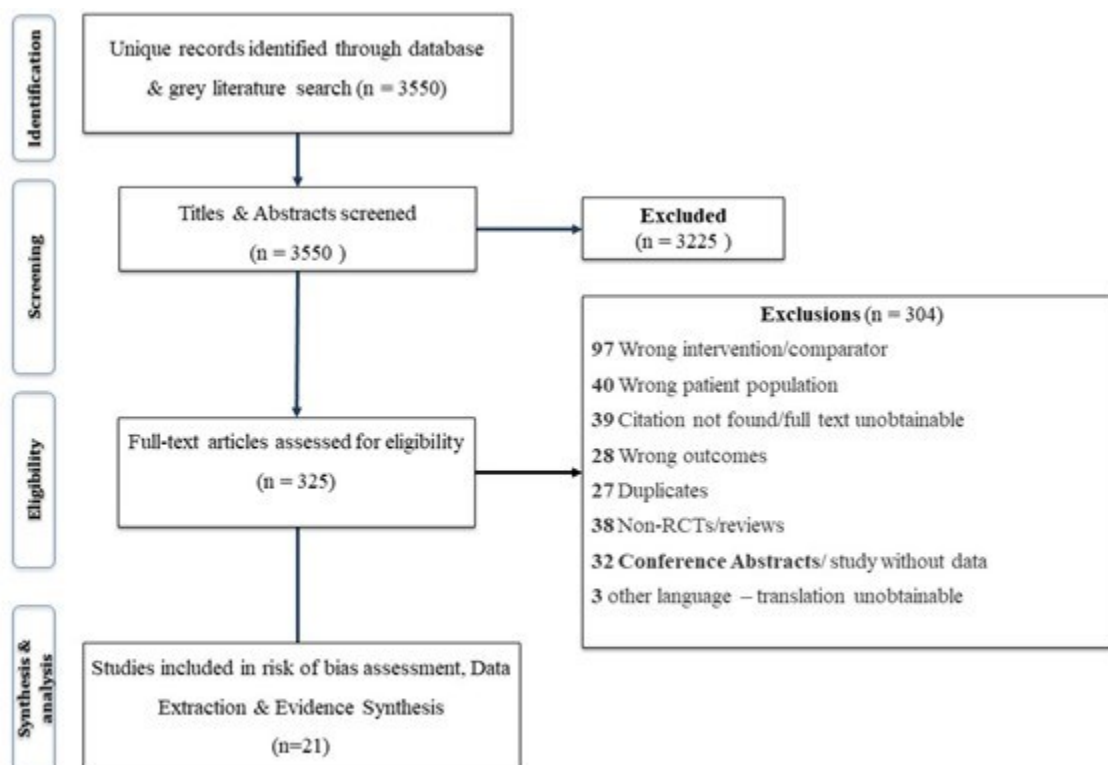 Identification
Unique records identified through database
& grey literature search (n = 3550)
Screening
Titles & Abstracts screened
(n = 3550 )
Excluded
(n = 3225 )
Eligibility
Full-text articles assessed for eligibility
(n = 325)
Exclusions (n = 304)
97 Wrong intervention/comparator
40 Wrong patient population
39 Citation not found/full text unobtainable
28 Wrong outcomes
27 Duplicates
38 Non-RCTs/reviews
32 Conference Abstracts/ study without data
3 other language – translation unobtainable
Synthesis &
analysis
Studies included in risk of bias assessment, Data
Extraction & Evidence Synthesis
(n=21)